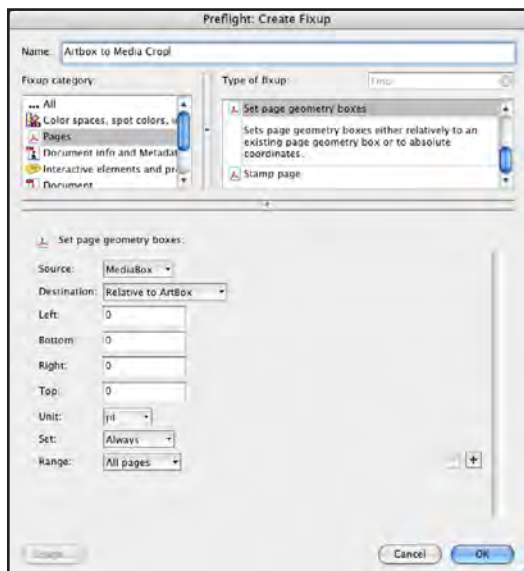 Preflight: Create Fixup
Name: Artbox to Media Crop
Fixup category:
Type of fixup:
... All
Color spaces, spot colors,
Pages
Document info and Metadat
Interactive elements and pr
Document
Set page geometry boxes
Sets page geometry boxes either relatively to an
existing page geometry box or to absolute
coordinates.
Stamp page
Set page geometry boxes:
Source: MediaBox
Destination: Relative to ArtBox
Left: 0
Bottom 0
Right: 0
Top: 0
Unit: pt
Set: Always
Range: All pages
+
Cancel
OK